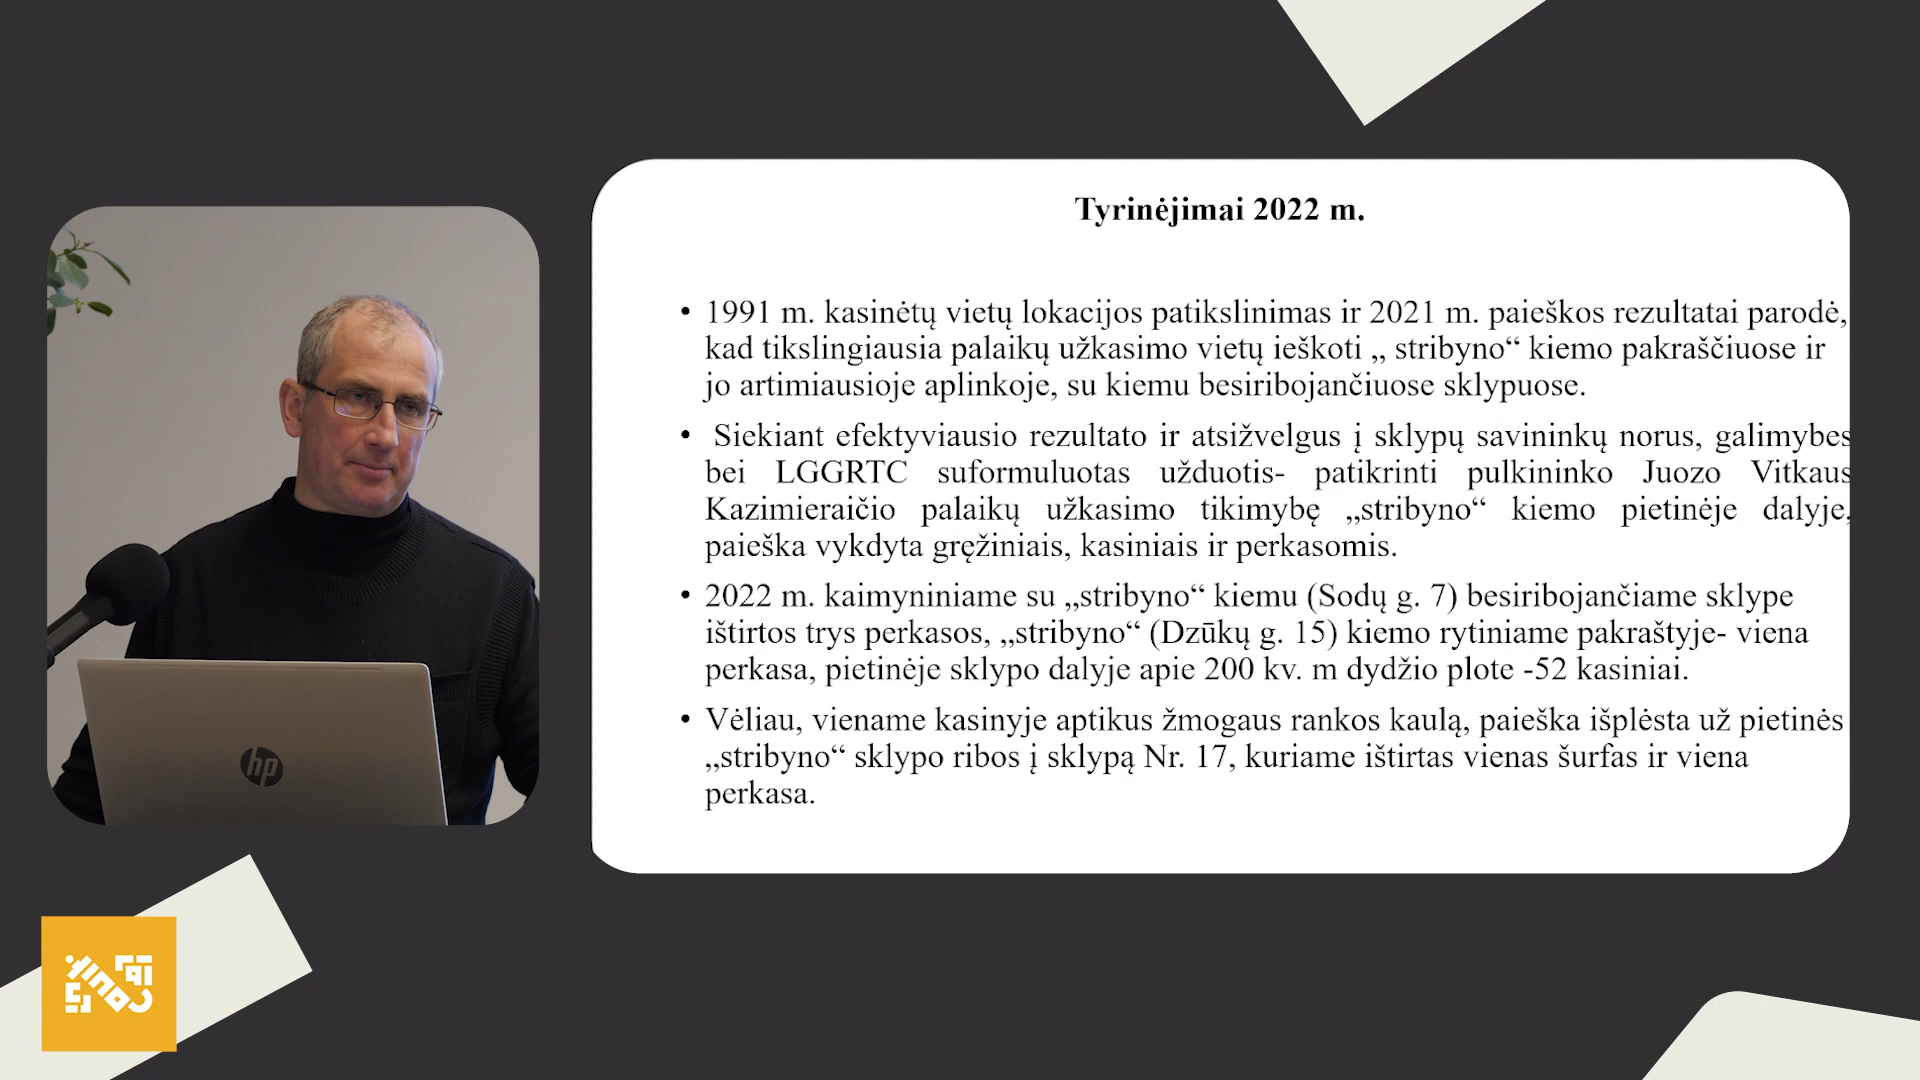 Tyrinėjimai 2022 m.
• 1991 m. kasinėtų vietų lokacijos patikslinimas ir 2021 m. paieškos rezultatai parodė,
kad tikslingiausia palaikų užkasimo vietų ieškoti „ stribyno“ kiemo pakraščiuose ir
jo artimiausioje aplinkoje, su kiemu besiribojančiuose sklypuose.
• Siekiant efektyviausio rezultato ir atsižvelgus į sklypų savininkų norus, galimybes
bei LGGRTC suformuluotas užduotis- patikrinti pulkininko Juozo Vitkaus
Kazimieraičio palaikų užkasimo tikimybę „stribyno“ kiemo pietinėje dalyje,
paieška vykdyta gręžiniais, kasiniais ir perkasomis.
• 2022 m. kaimyniniame su „stribyno“ kiemu (Sodų g. 7) besiribojančiame sklype
ištirtos trys perkasos, „stribyno“ (Dzūkų g. 15) kiemo rytiniame pakraštyje- viena
perkasa, pietinėje sklypo dalyje apie 200 kv. m dydžio plote -52 kasiniai.
• Vėliau, viename kasinyje aptikus žmogaus rankos kaulą, paieška išplėsta už pietinės
„stribyno“ sklypo ribos į sklypą Nr. 17, kuriame ištirtas vienas šurfas ir viena
perkasa.
hp